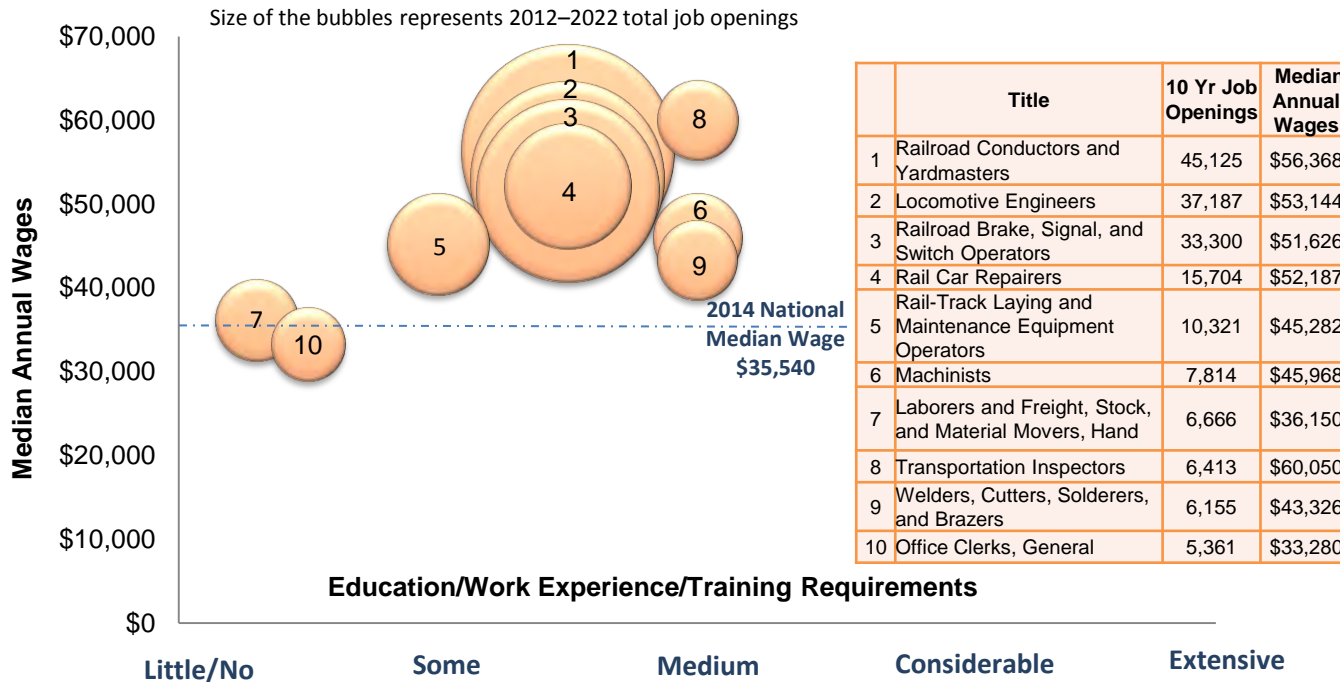 Size of the bubbles represents 2012–2022 total job openings
Median Annual Wages
$70,000
$60,000
$50,000
$40,000
$30,000
$20,000
$10,000
$0
1
2
3
4
5
6
7
8
9
10
2014 National
Median Wage
$35,540
Education/Work Experience/Training Requirements
Little/No
Some
Medium
Considerable
Extensive
Title 10 Yr Job Openings Median Annual Wages
1 Railroad Conductors and Yardmasters 45,125 $56,368
2 Locomotive Engineers 37,187 $53,144
3 Railroad Brake, Signal, and Switch Operators 33,300 $51,626
4 Rail Car Repairers 15,704 $52,187
5 Rail-Track Laying and Maintenance Equipment Operators 10,321 $45,282
6 Machinists 7,814 $45,968
7 Laborers and Freight, Stock, and Material Movers, Hand 6,666 $36,150
8 Transportation Inspectors 6,413 $60,050
9 Welders, Cutters, Solderers, and Brazers 6,155 $43,326
10 Office Clerks, General 5,361 $33,280